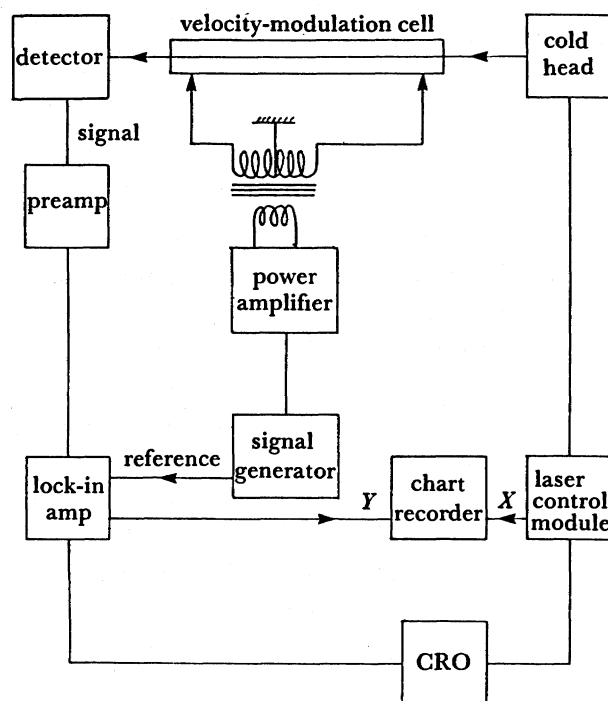 velocity-modulation cell
detector
cold
head
signal
preamp
power
amplifier
signal
generator
reference
lock-in
amp
Y
chart
recorder
X
laser
control
module
CRO